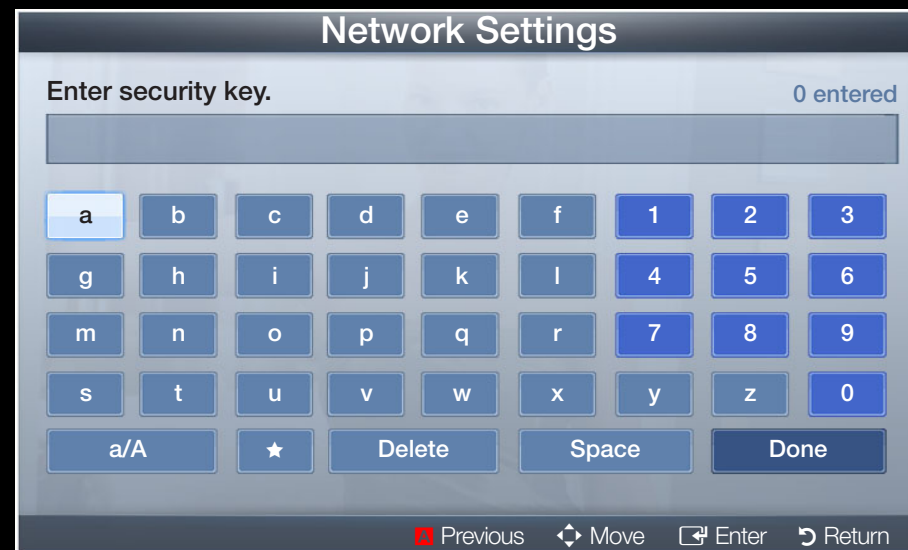 Network Settings
Enter security key.
0 entered
a b c d e f 1 2 3
g h i j k l 4 5 6
m n o p q r 7 8 9
s t u v w x y z 0
a/A ★ Delete Space Done
A Previous Move Enter Return